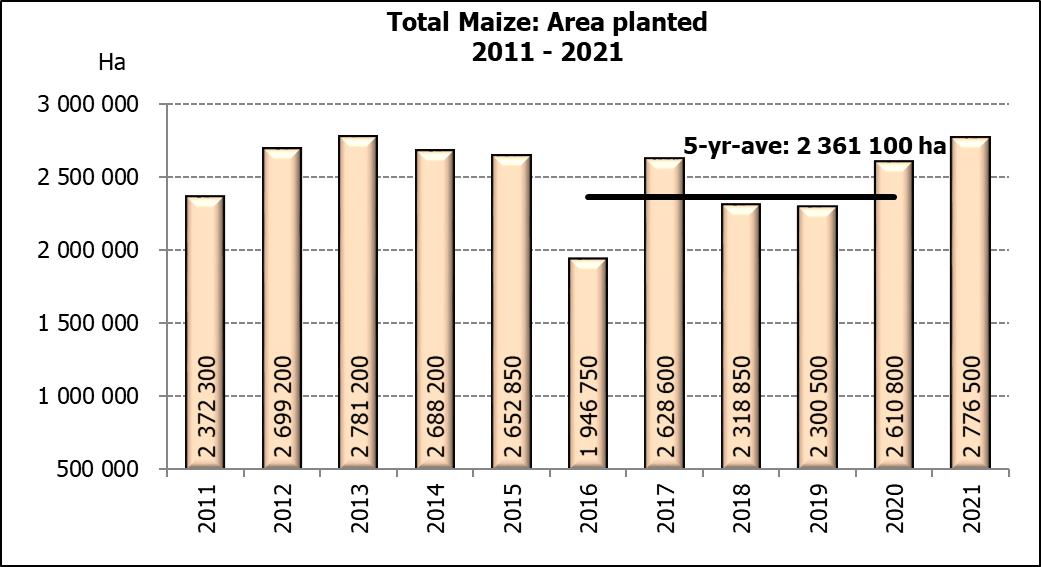 Total Maize: Area planted
2011 - 2021
Ha
3 000 000
2 500 000
2 000 000
1 500 000
1 000 000
500 000
5-yr-ave: 2 361 100 ha
2 372 300
2 699 200
2 781 200
2 688 200
2 652 850
1 946 750
2 628 600
2 318 850
2 300 500
2 610 800
2 776 500
2011
2012
2013
2014
2015
2016
2017
2018
2019
2020
2021